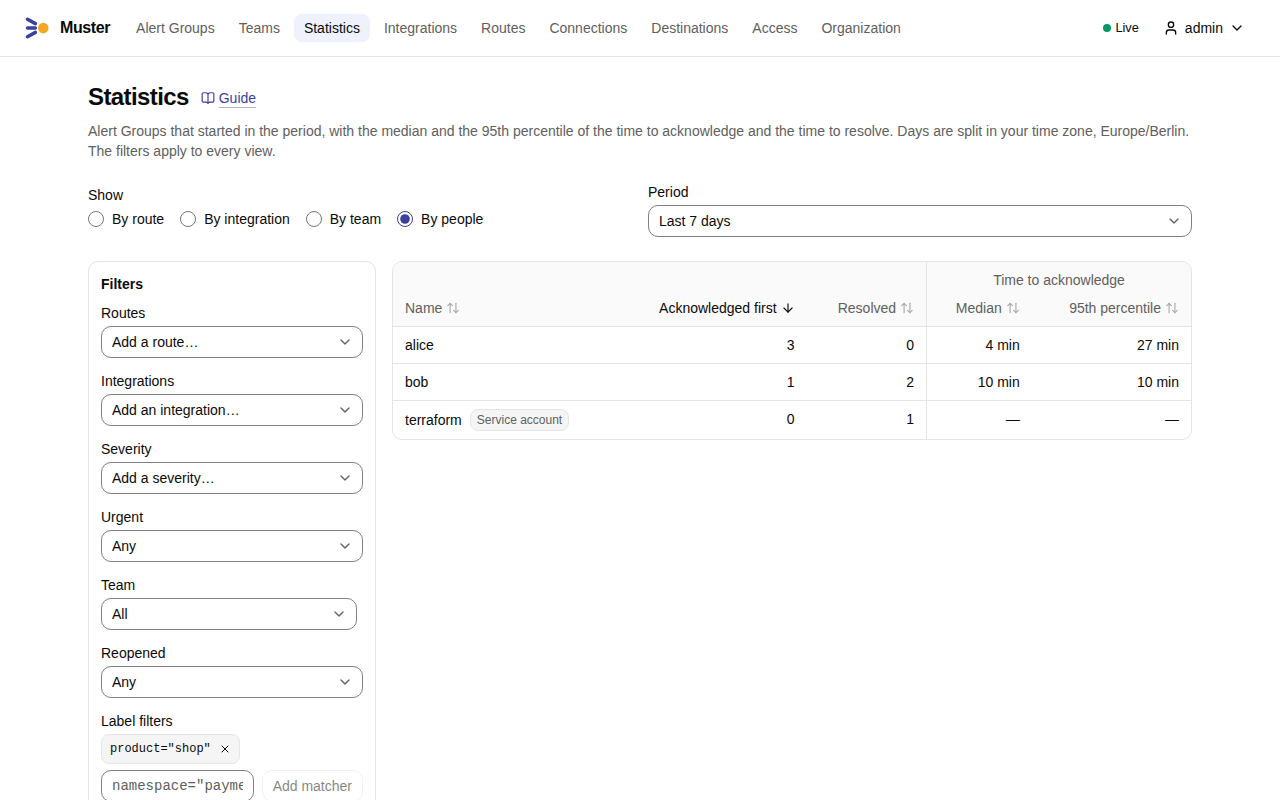 Muster Alert Groups Teams Statistics Integrations Routes Connections Destinations Access Organization Live admin
Statistics Guide
Alert Groups that started in the period, with the median and the 95th percentile of the time to acknowledge and the time to resolve. Days are split in your time zone, Europe/Berlin.
The filters apply to every view.
Show
By route By integration By team By people
Period
Last 7 days
Filters
Routes
Add a route…
Integrations
Add an integration…
Severity
Add a severity…
Urgent
Any
Team
All
Reopened
Any
Label filters
product="shop"
namespace="payme
Add matcher
Time to acknowledge
Name Acknowledged first Resolved Median 95th percentile
alice 3 0 4 min 27 min
bob 1 2 10 min 10 min
terraform Service account 0 1 — —